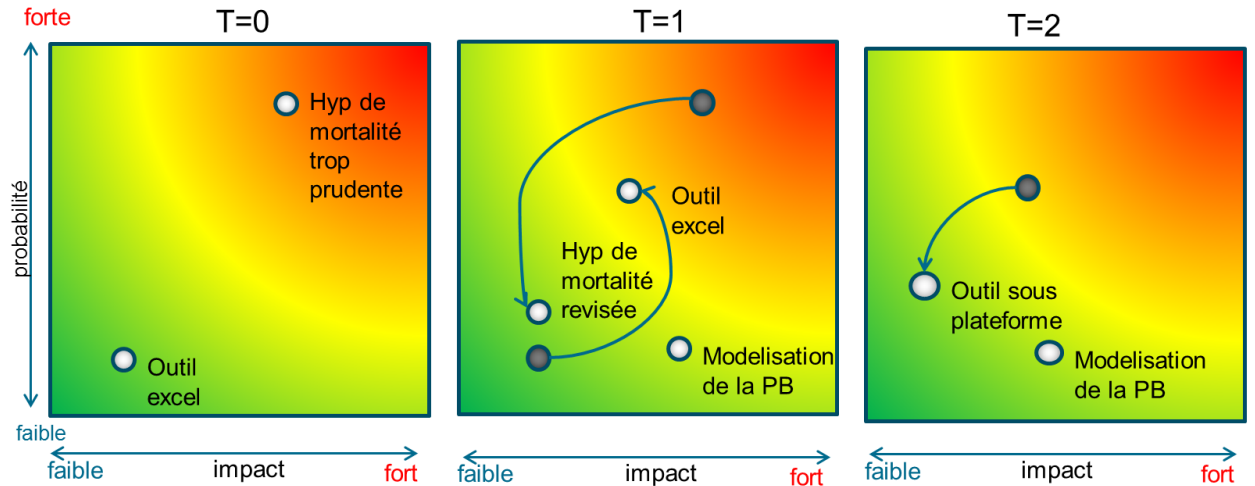 forte
T=0
T=1
T=2
probabilité
Hyp de
mortalité
trop
prudente
Outil
excel
Outil
excel
Hyp de
mortalité
revisée
Modelisation
de la PB
Outil sous
plateforme
Modelisation
de la PB
faible
faible
impact
fort
faible
impact
fort
faible
impact
fort